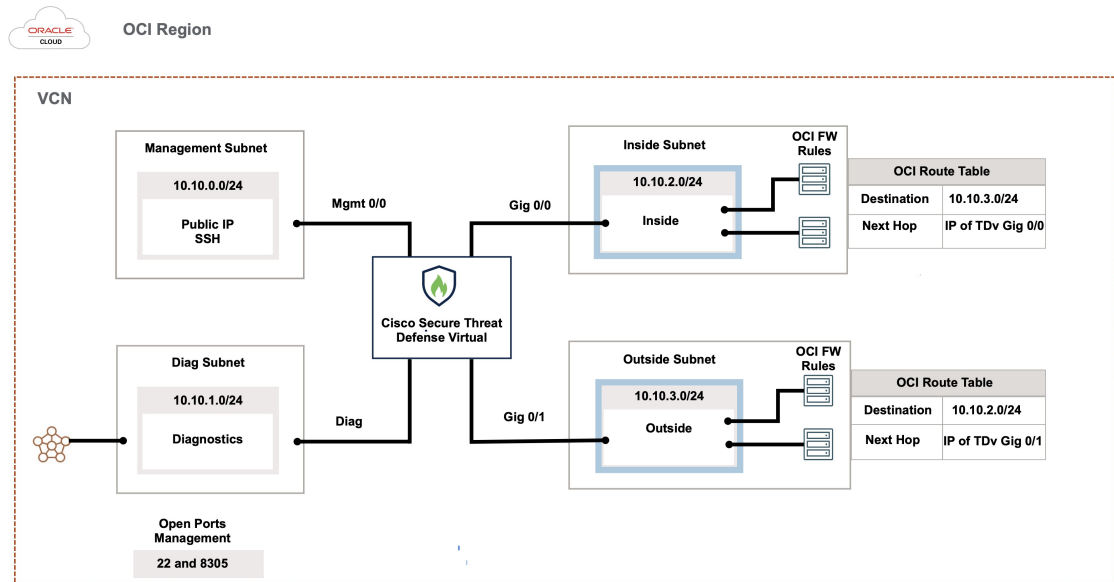 ORACLE
CLOUD
OCI Region
VCN
Management Subnet
10.10.0.0/24
Public IP
SSH
Mgmt 0/0
Gig 0/0
Inside Subnet
10.10.2.0/24
Inside
OCI FW
Rules
OCI Route Table
Destination 10.10.3.0/24
Next Hop IP of TDv Gig 0/0
Cisco Secure Threat
Defense Virtual
Diag Subnet
10.10.1.0/24
Diagnostics
Diag
Gig 0/1
Outside Subnet
10.10.3.0/24
Outside
OCI FW
Rules
OCI Route Table
Destination 10.10.2.0/24
Next Hop IP of TDv Gig 0/1
Open Ports
Management
22 and 8305